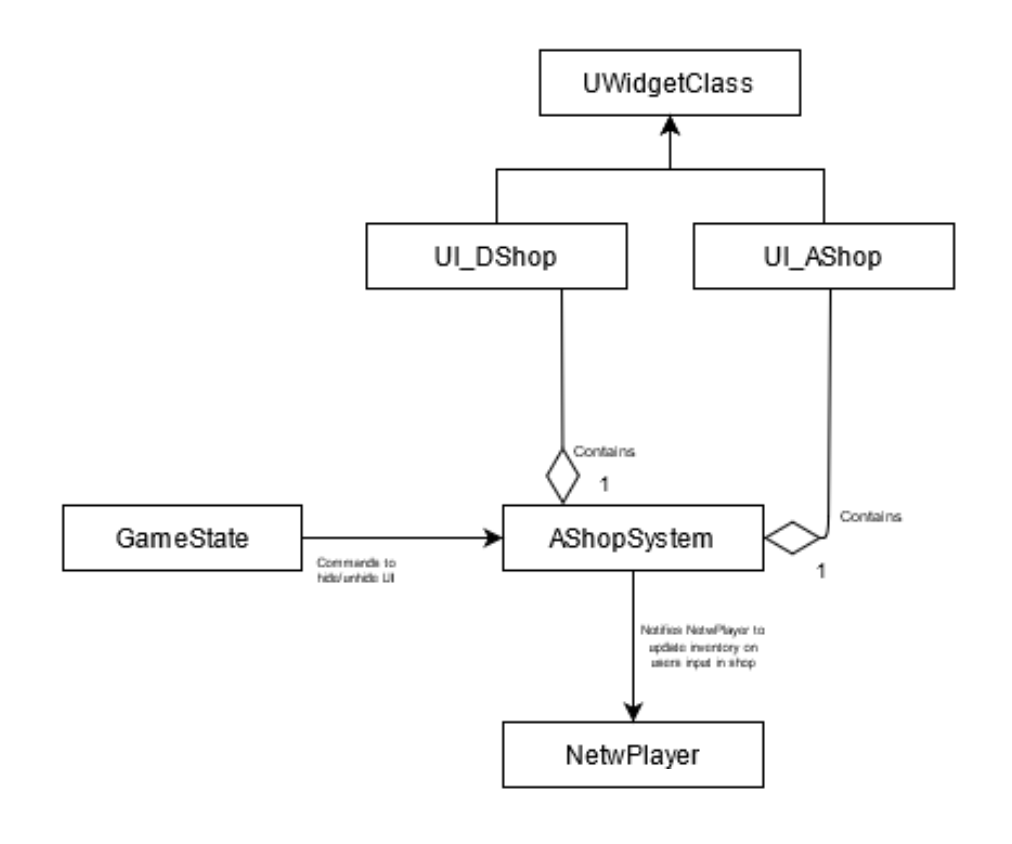 UWidgetClass
UI_DShop
UI_AShop
Contains
1
GameState
AShopSystem
Contains
1
Commands to
hide/unhide UI
Notifies NetwPlayer to
update inventory on
users input in shop
NetwPlayer